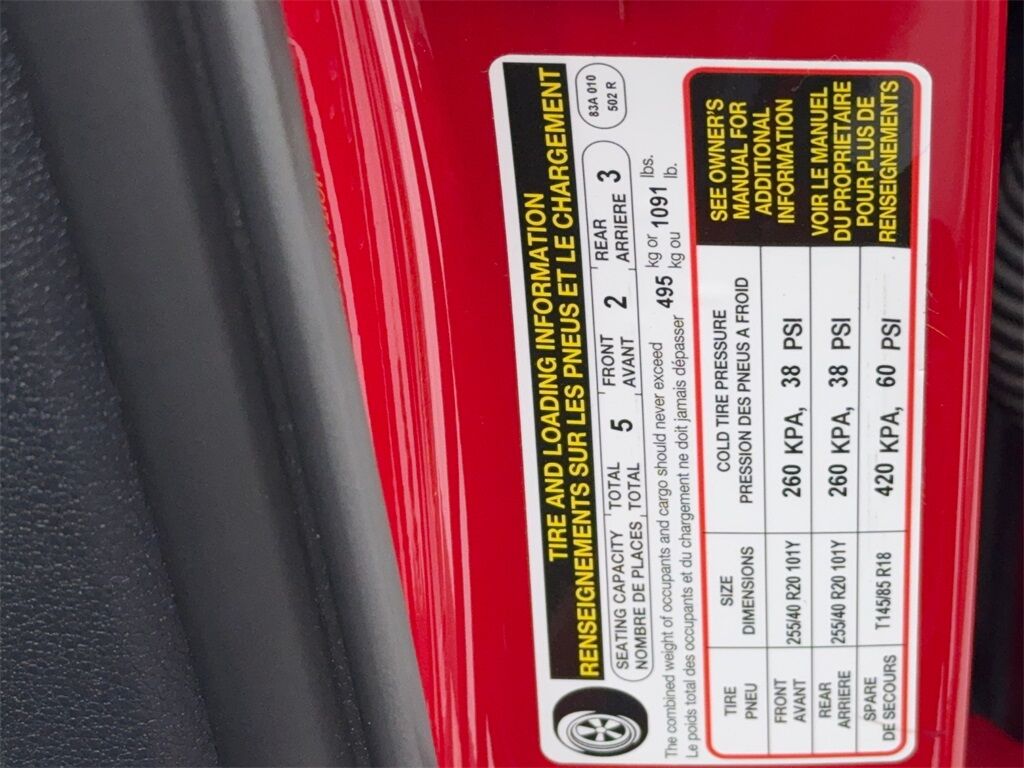 TIRE AND LOADING INFORMATION
RENSEIGNEMENTS SUR LES PNEUS ET LE CHARGEMENT
SEATING CAPACITY TOTAL 5 FRONT 2 REAR 3
NOMBRE DE PLACES TOTAL AVANT ARRIERE
83A 010
502 R
The combined weight of occupants and cargo should never exceed 495 kg or 1091 lbs.
Le poids total des occupants et du chargement ne doit jamais dépasser kg ou lb.
TIRE SIZE COLD TIRE PRESSURE
PNEU DIMENSIONS PRESSION DES PNEUS A FROID
FRONT
AVANT 255/40 R20 101Y 260 KPA, 38 PSI
REAR
ARRIERE 255/40 R20 101Y 260 KPA, 38 PSI
SPARE
DE SECOURS T145/85 R18 420 KPA, 60 PSI
SEE OWNER'S
MANUAL FOR
ADDITIONAL
INFORMATION
VOIR LE MANUEL
DU PROPRIETAIRE
POUR PLUS DE
RENSEIGNEMENTS